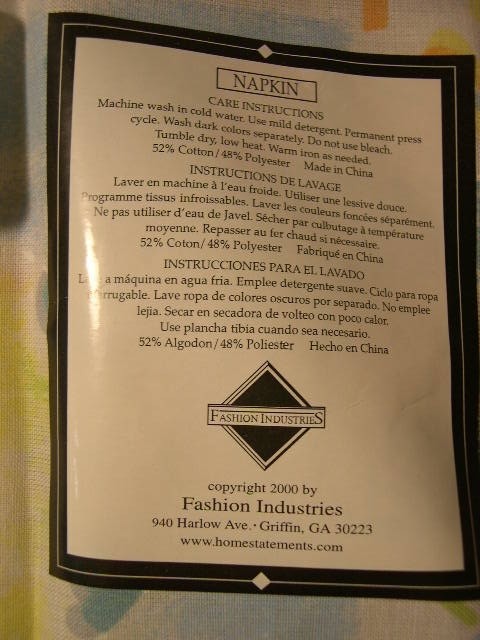 NAPKIN
CARE INSTRUCTIONS
Machine wash in cold water. Use mild detergent. Permanent press
cycle. Wash dark colors separately. Do not use bleach.
Tumble dry, low heat. Warm iron as needed.
52% Cotton/48% Polyester Made in China
INSTRUCTIONS DE LAVAGE
Laver en machine à l'eau froide. Utiliser une lessive douce.
Programme tissus infroissables. Laver les couleurs foncées séparément.
Ne pas utiliser d'eau de Javel. Sécher par culbutage à température
moyenne. Repasser au fer chaud si nécessaire.
52% Coton/48% Polyester Fabriqué en China
INSTRUCCIONES PARA EL LAVADO
a máquina en agua fria. Emplee detergente suave. Ciclo para ropa
Lave ropa de colores oscuros por separado. No emplee
lejia. Secar en secadora de volteo con poco calor.
Use plancha tibia cuando sea necesario.
52% Algodon/48% Poliester Hecho en China
FASHION INDUSTRIES
copyright 2000 by
Fashion Industries
940 Harlow Ave. • Griffin, GA 30223
www.homestatements.com